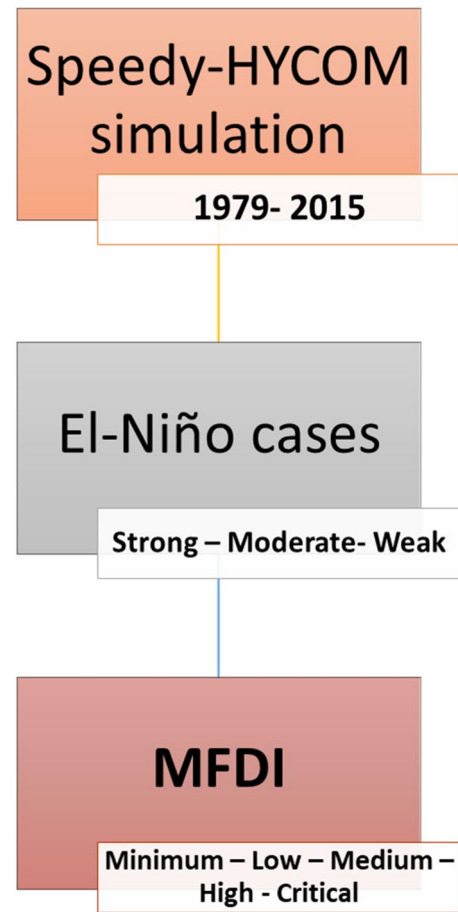 Speedy-HYCOM
simulation
1979- 2015
El-Niño cases
Strong – Moderate- Weak
MFDI
Minimum – Low – Medium –
High - Critical